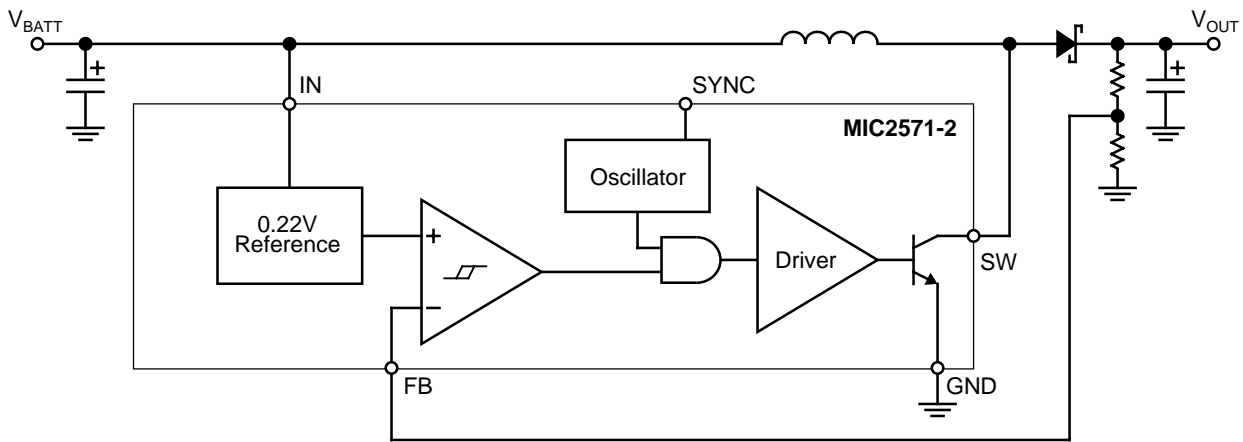 VBATT
VOUT
+
+
IN
SYNC
MIC2571-2
Oscillator
0.22V
Reference
+
−
Driver
SW
FB
GND